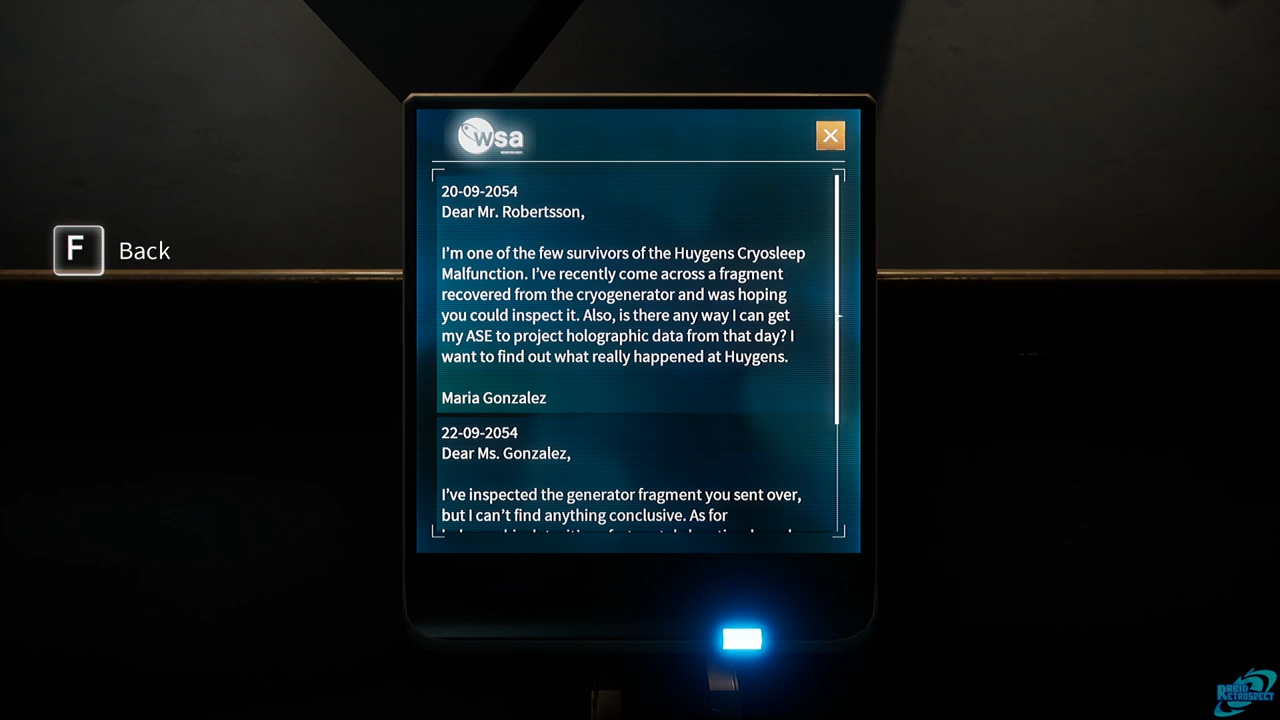 wsa
20-09-2054
Dear Mr. Robertsson,
I'm one of the few survivors of the Huygens Cryosleep
Malfunction. I've recently come across a fragment
recovered from the cryogenerator and was hoping
you could inspect it. Also, is there any way I can get
my ASE to project holographic data from that day? I
want to find out what really happened at Huygens.
Maria Gonzalez
22-09-2054
Dear Ms. Gonzalez,
I've inspected the generator fragment you sent over,
but I can't find anything conclusive. As for
F Back
RABID
RETROSPECT